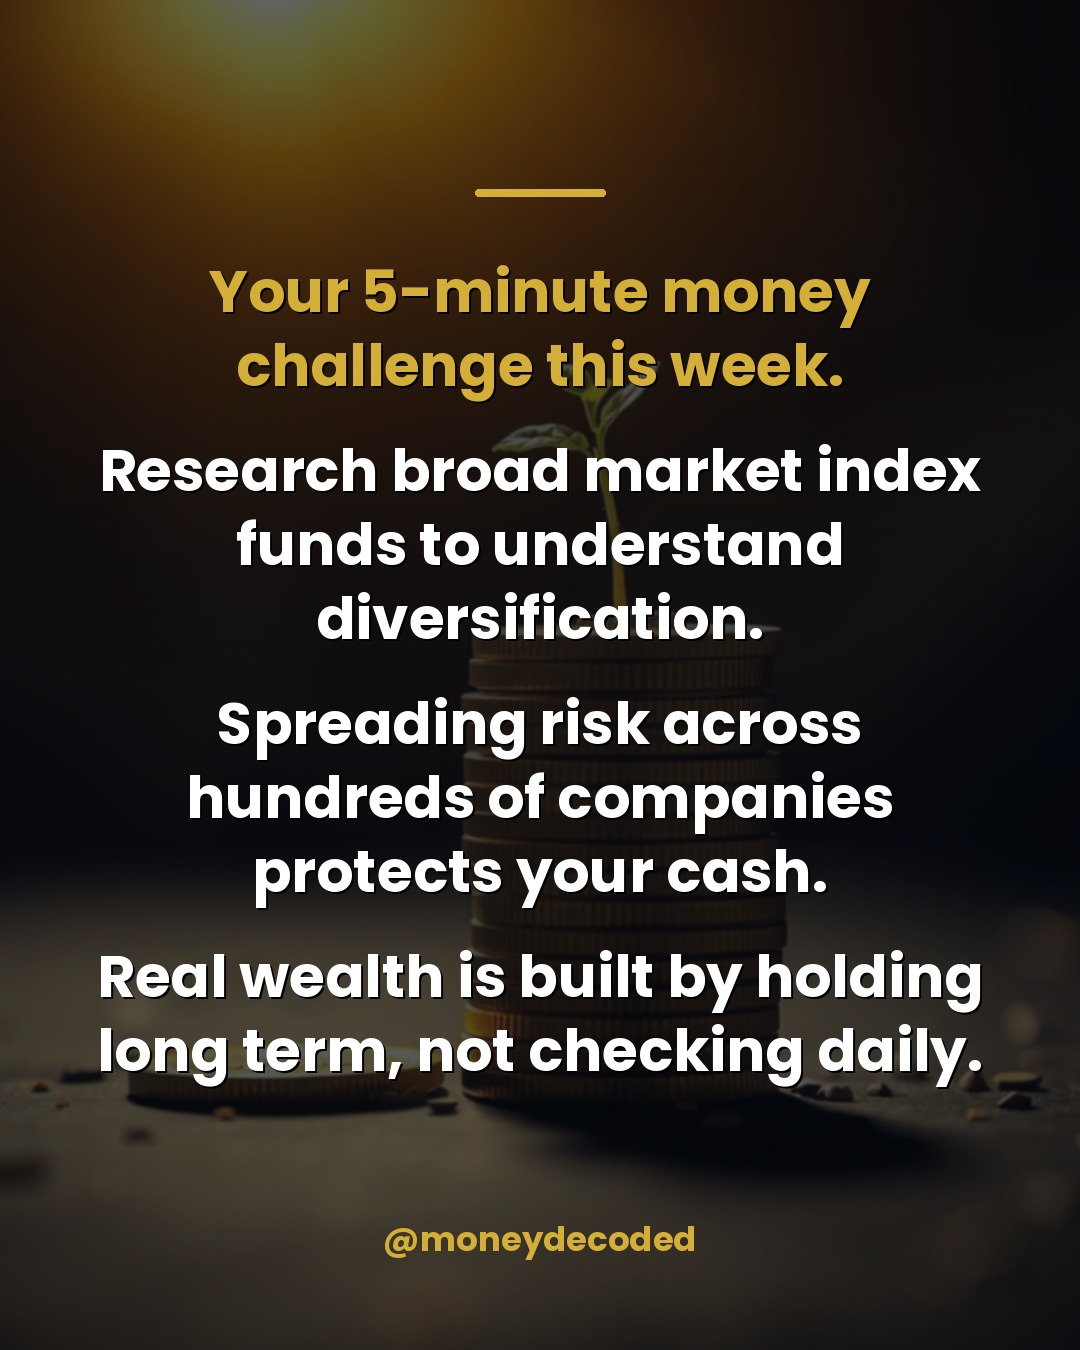 Your 5-minute money
challenge this week.
Research broad market index
funds to understand
diversification.
Spreading risk across
hundreds of companies
protects your cash.
Real wealth is built by holding
long term, not checking daily.
@moneydecoded